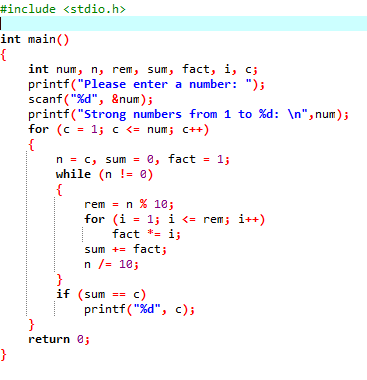 #include <stdio.h>
int main()
{
    int num, n, rem, sum, fact, i, c;
    printf("Please enter a number: ");
    scanf("%d", &num);
    printf("Strong numbers from 1 to %d: \n",num);
    for (c = 1; c <= num; c++)
    {
        n = c, sum = 0, fact = 1;
        while (n != 0)
        {
            rem = n % 10;
            for (i = 1; i <= rem; i++)
                fact *= i;
            sum += fact;
            n /= 10;
        }
        if (sum == c)
            printf("%d", c);
    }
    return 0;
}